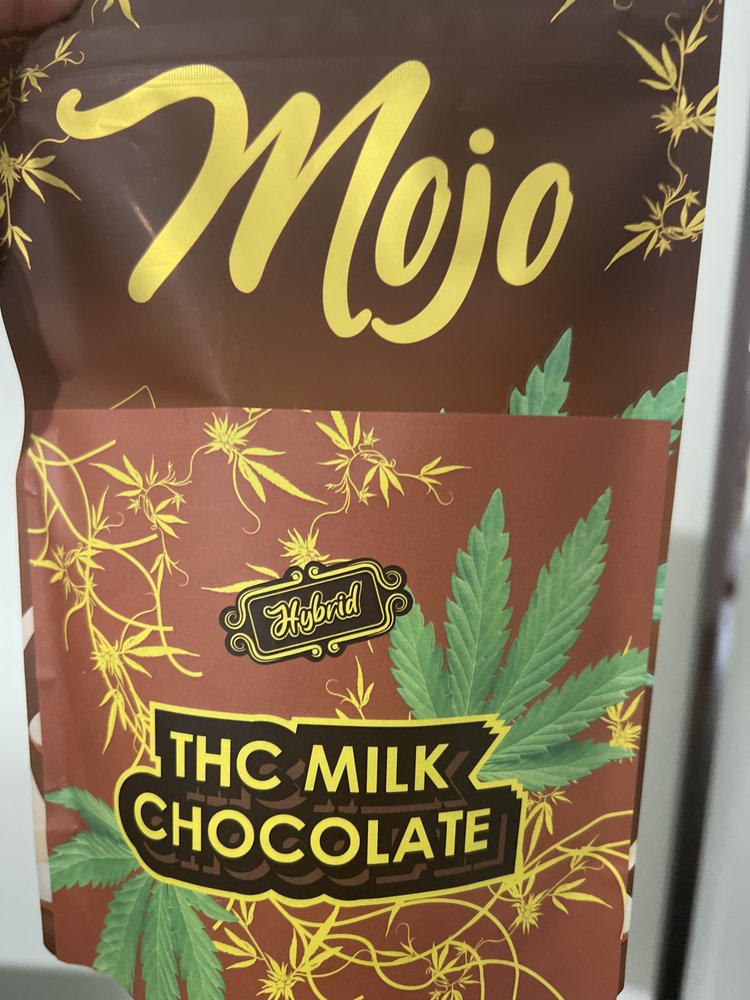 Mojo
Hybrid
THC MILK
CHOCOLATE